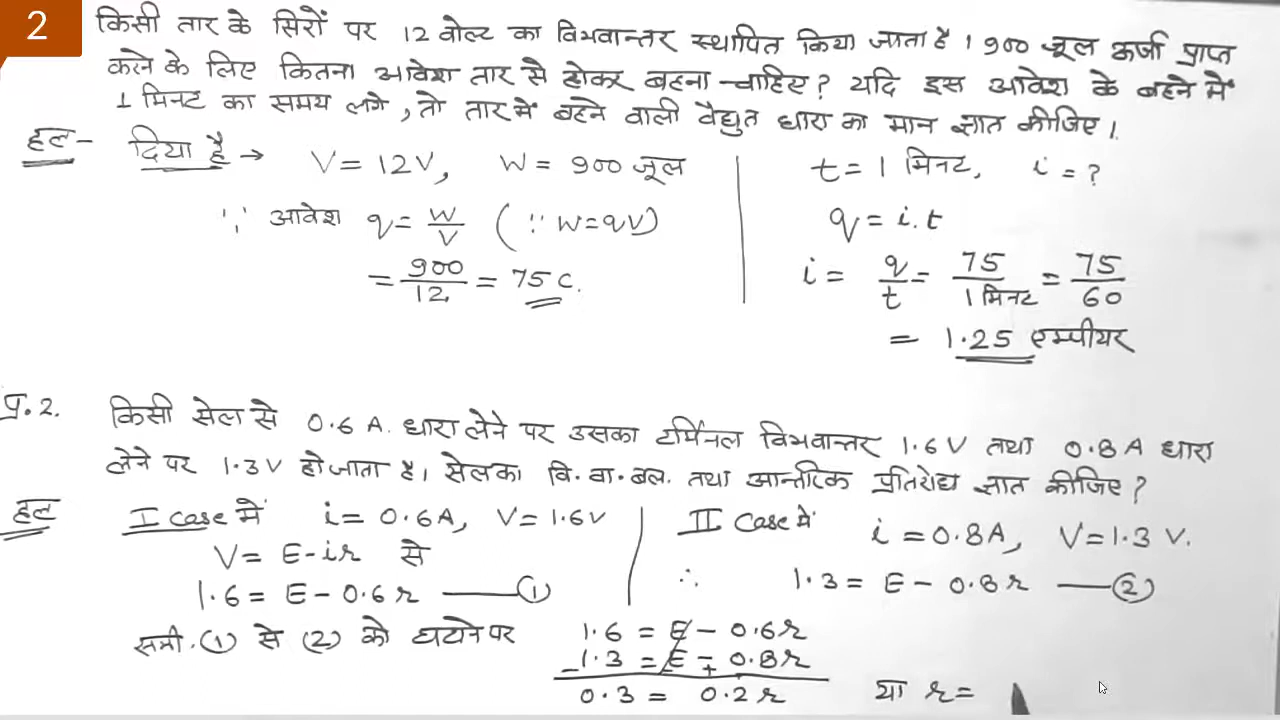 2
किसी तार के सिरों पर 12 वोल्ट का विभवान्तर स्थापित किया जाता है । 900 जूल ऊर्जा प्राप्त
करने के लिए कितना आवेश तार से होकर बहना चाहिए ? यदि इस आवेश के बहने में
1 मिनट का समय लगे , तो तार में बहने वाली वैद्युत धारा का मान ज्ञात कीजिए ।
हल - दिया है → V = 12V, W = 900 जूल
∵ आवेश q = W/V (∵ W=qV)
= 900/12 = 75 C.
t = 1 मिनट, i = ?
q = i.t
i = q/t = 75/1 मिनट = 75/60
= 1.25 एम्पीयर
प्र.2. किसी सेल से 0.6 A. धारा लेने पर उसका टर्मिनल विभवान्तर 1.6 V तथा 0.8 A धारा
लेने पर 1.3 V हो जाता है। सेल का वि. वा. बल. तथा आन्तरिक प्रतिरोध ज्ञात कीजिए ?
हल I Case में i = 0.6A, V = 1.6V
V = E - ir से
1.6 = E - 0.6 r —— ①
II Case में i = 0.8A, V = 1.3 V.
∴ 1.3 = E - 0.8 r —— ②
समी. ① से (2) को घटाने पर
1.6 = E - 0.6 r
1.3 = E - 0.8 r
- - +
0.3 = 0.2 r या r =